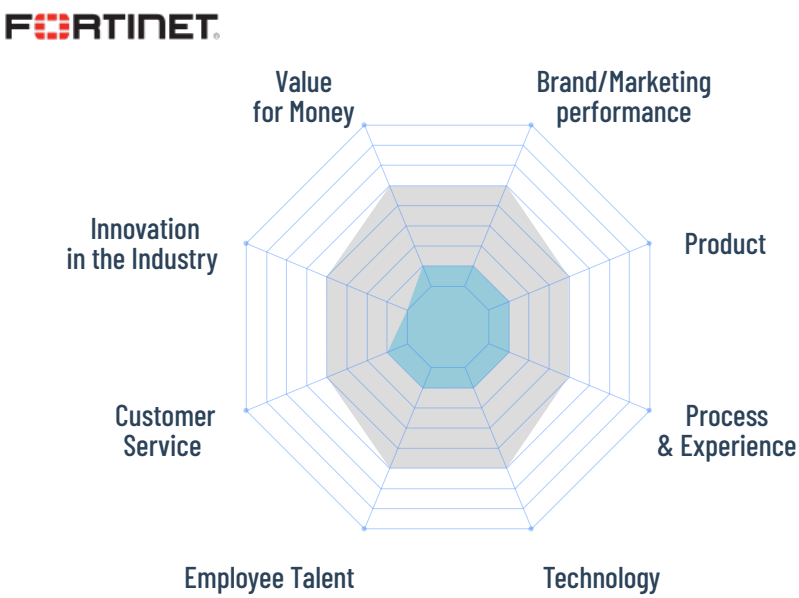 FORTINET
Value
for Money
Brand/Marketing
performance
Innovation
in the Industry
Product
Customer
Service
Process
& Experience
Employee Talent
Technology